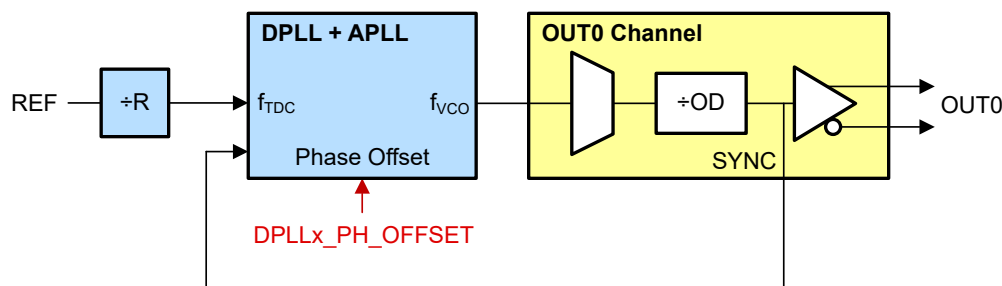 DPLL + APLL
OUT0 Channel
REF
÷R
fTDC
fVCO
÷OD
OUT0
Phase Offset
SYNC
DPLLx_PH_OFFSET